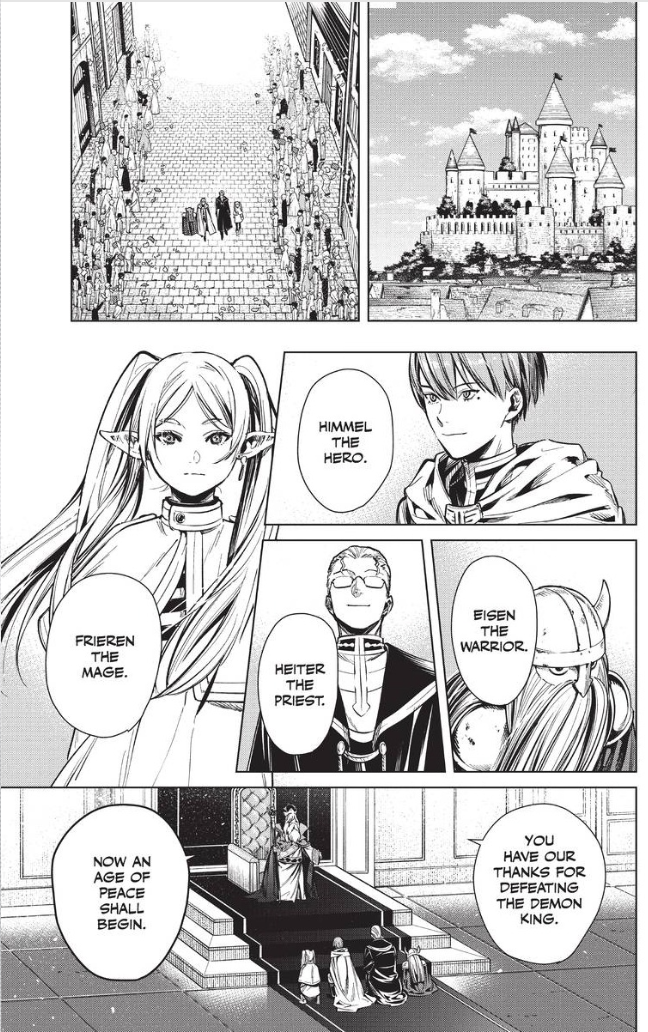 HIMMEL
THE
HERO.
EISEN
THE
WARRIOR.
HEITER
THE
PRIEST.
FRIEREN
THE
MAGE.
YOU
HAVE OUR
THANKS FOR
DEFEATING
THE DEMON
KING.
NOW AN
AGE OF
PEACE
SHALL
BEGIN.